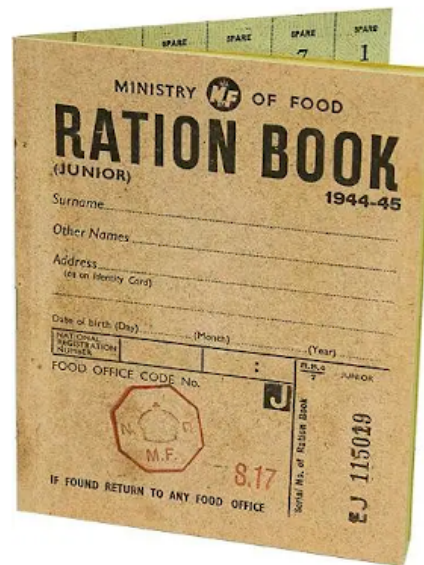 SPARE SPARE SPARE SPARE
7 1
MINISTRY MF OF FOOD
RATION BOOK
(JUNIOR)
1944-45
Surname
Other Names
Address
(as on Identity Card)
Date of birth (Day) (Month) (Year)
NATIONAL
REGISTRATION
NUMBER
:
FOOD OFFICE CODE No.
J
JUNIOR
Serial No. of Ration Book
EJ 115029
N.
M.F.
S.17
IF FOUND RETURN TO ANY FOOD OFFICE